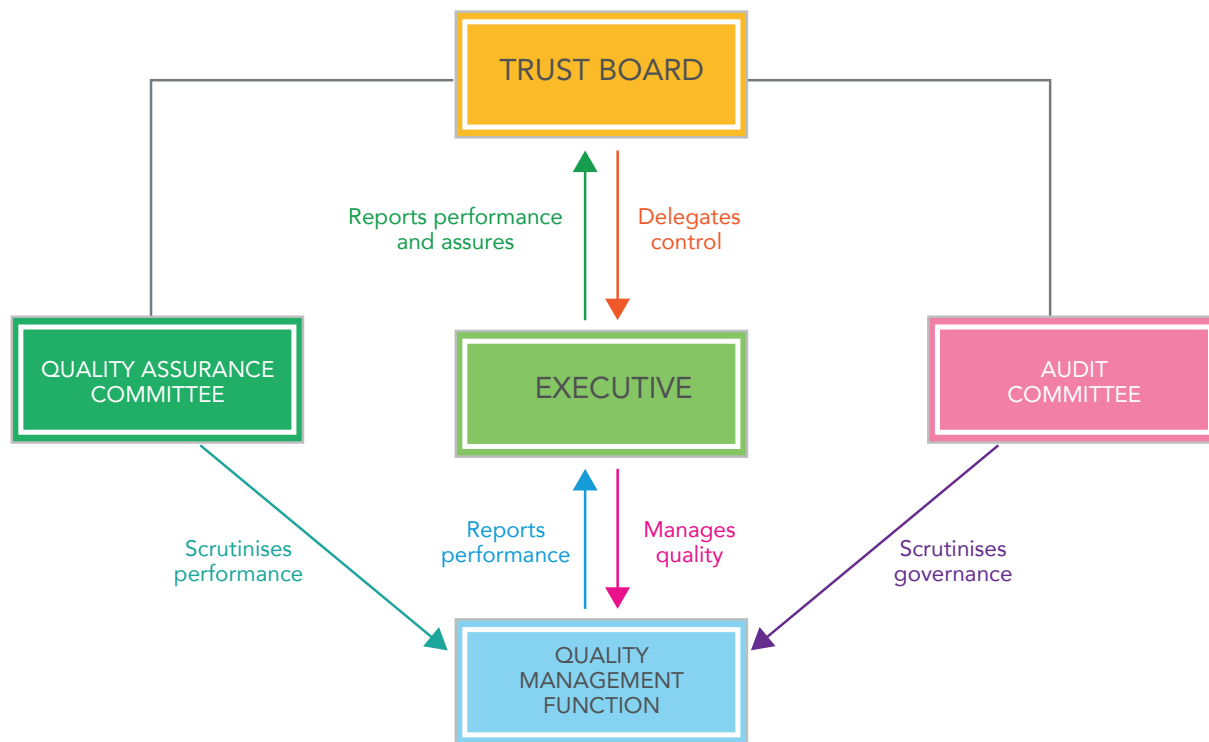 TRUST BOARD
Reports performance
and assures
Delegates
control
QUALITY ASSURANCE
COMMITTEE
EXECUTIVE
AUDIT
COMMITTEE
Scrutinises
performance
Reports
performance
Manages
quality
Scrutinises
governance
QUALITY
MANAGEMENT
FUNCTION